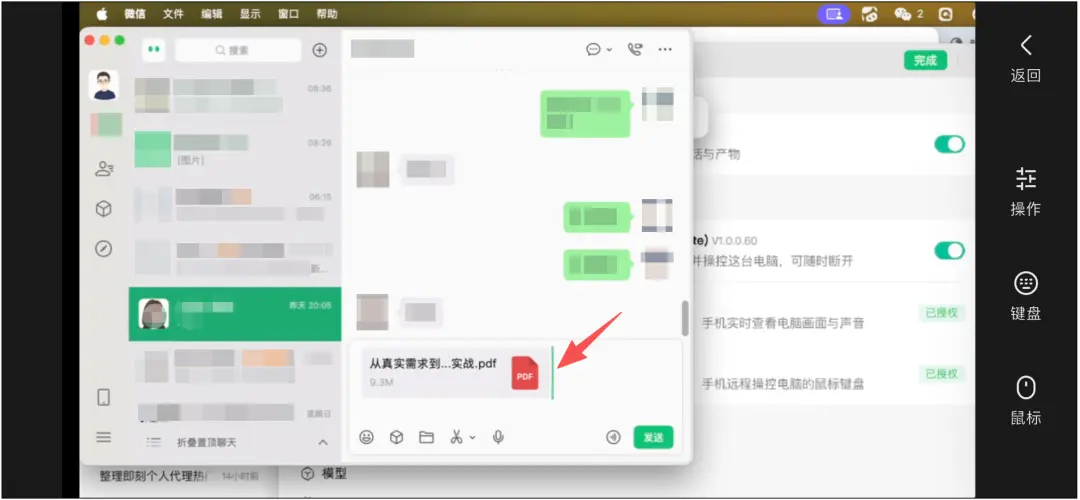 微信 文件 编辑 显示 窗口 帮助
2
搜索
完成
返回
操作
键盘
鼠标
08:36
08:26
[图片]
06:15
新...
昨天 20:05
星期日
折叠置顶聊天
整理即刻个人代理热 14小时前
从真实需求到...实战.pdf
9.3M
PDF
发送
活与产物
te) V1.0.0.60
并操控这台电脑，可随时断开
手机实时查看电脑画面与声音
已授权
手机远程操控电脑的鼠标键盘
已授权
模型